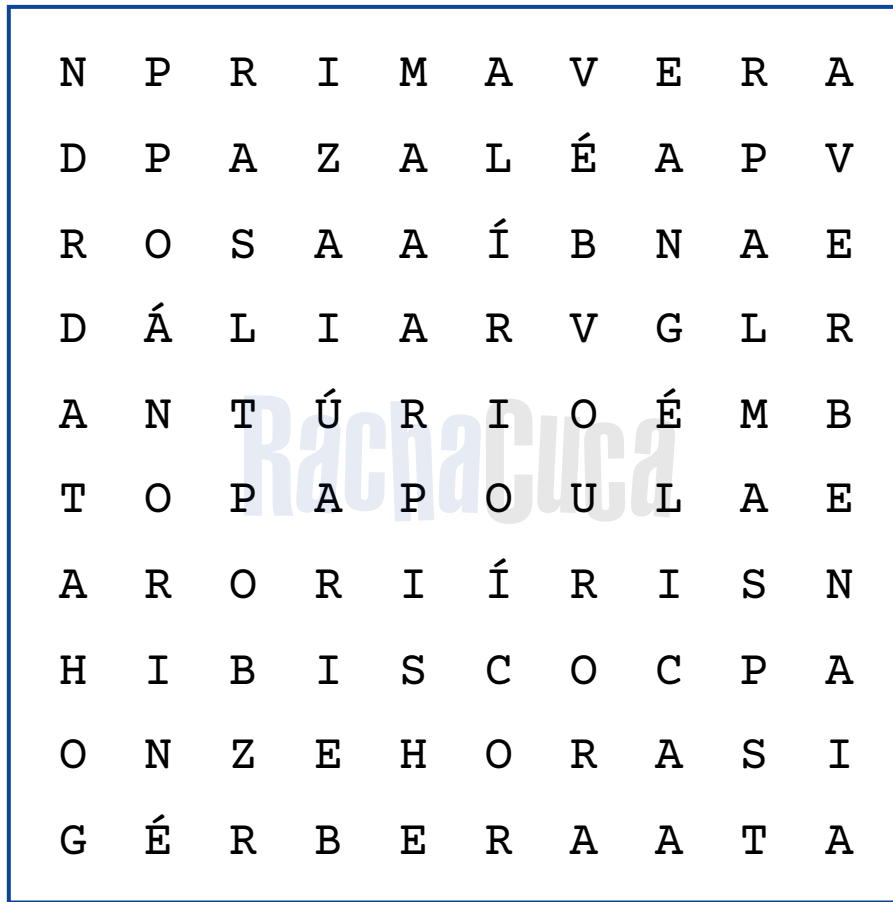 N P R I M A V E R A
D P A Z A L É A P V
R O S A A Í B N A E
D Á L I A R V G L R
A N T Ú R I O É M B
RachaCuca
T O P A P O U L A E
A R O R I Í R I S N
H I B I S C O C P A
O N Z E H O R A S I
G É R B E R A A T A